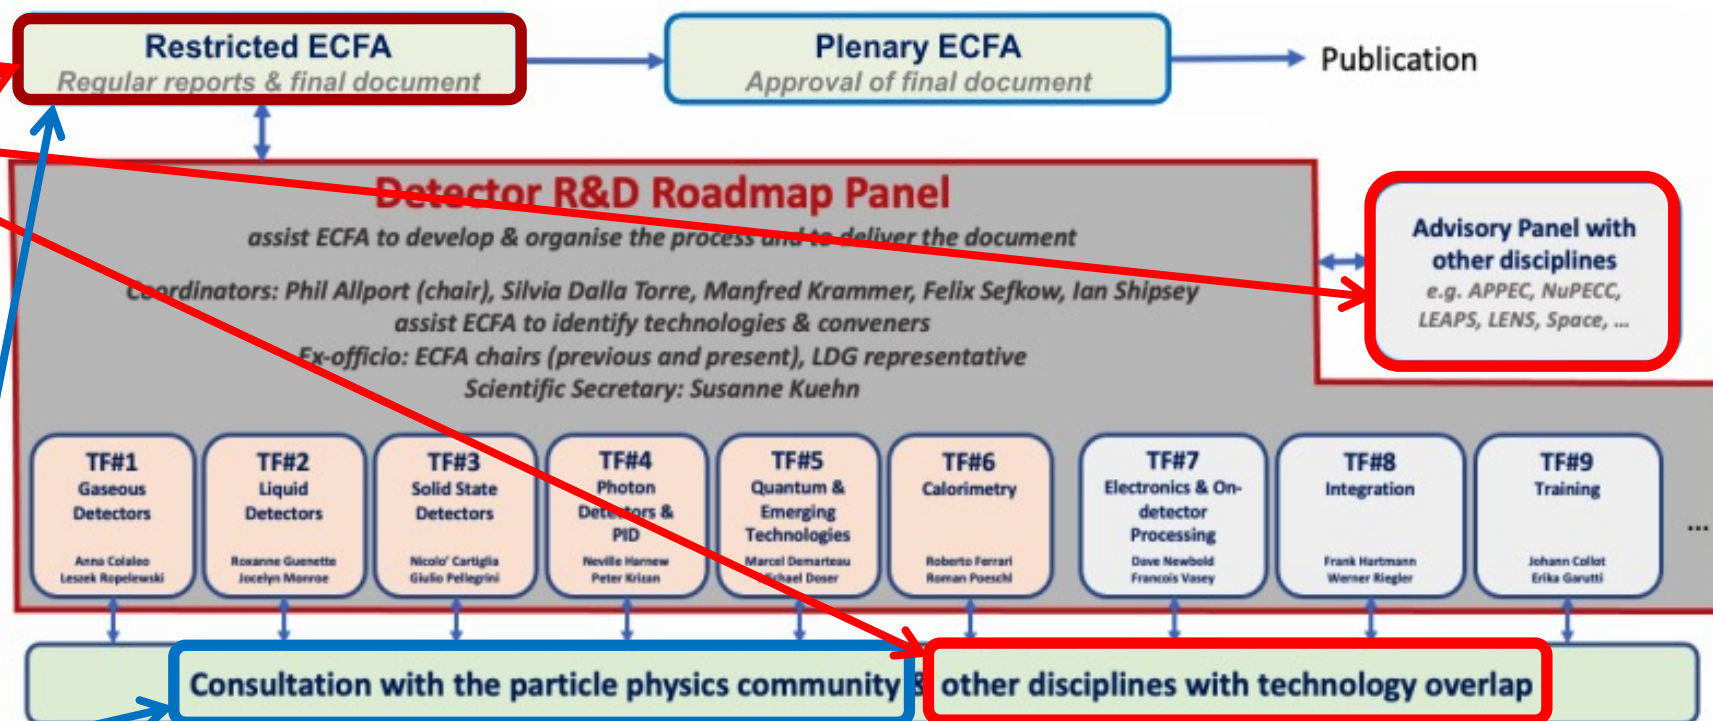 Restricted ECFA
Regular reports & final document
Plenary ECFA
Approval of final document
Publication
Detector R&D Roadmap Panel
assist ECFA to develop & organise the process and to deliver the document
Coordinators: Phil Allport (chair), Silvia Dalla Torre, Manfred Krammer, Felix Sefkow, Ian Shipsey
assist ECFA to identify technologies & conveners
Ex-officio: ECFA chairs (previous and present), LDG representative
Scientific Secretary: Susanne Kuehn
Advisory Panel with
other disciplines
e.g. APPEC, NuPECC,
LEAPS, LENS, Space, ...
TF#1
Gaseous
Detectors
Anna Colaleo
Leszek Ropelewski
TF#2
Liquid
Detectors
Roxanne Guenette
Jocelyn Monroe
TF#3
Solid State
Detectors
Nicolo' Cartiglia
Giulio Pellegrini
TF#4
Photon
Detectors &
PID
Neville Harnew
Peter Krizan
TF#5
Quantum &
Emerging
Technologies
Marcel Demarteau
Michael Doser
TF#6
Calorimetry
Roberto Ferrari
Roman Poeschl
TF#7
Electronics & On-
detector
Processing
Dave Newbold
Francois Vasey
TF#8
Integration
Frank Hartmann
Werner Riegler
TF#9
Training
Johann Collot
Erika Garutti
...
Consultation with the particle physics community & other disciplines with technology overlap